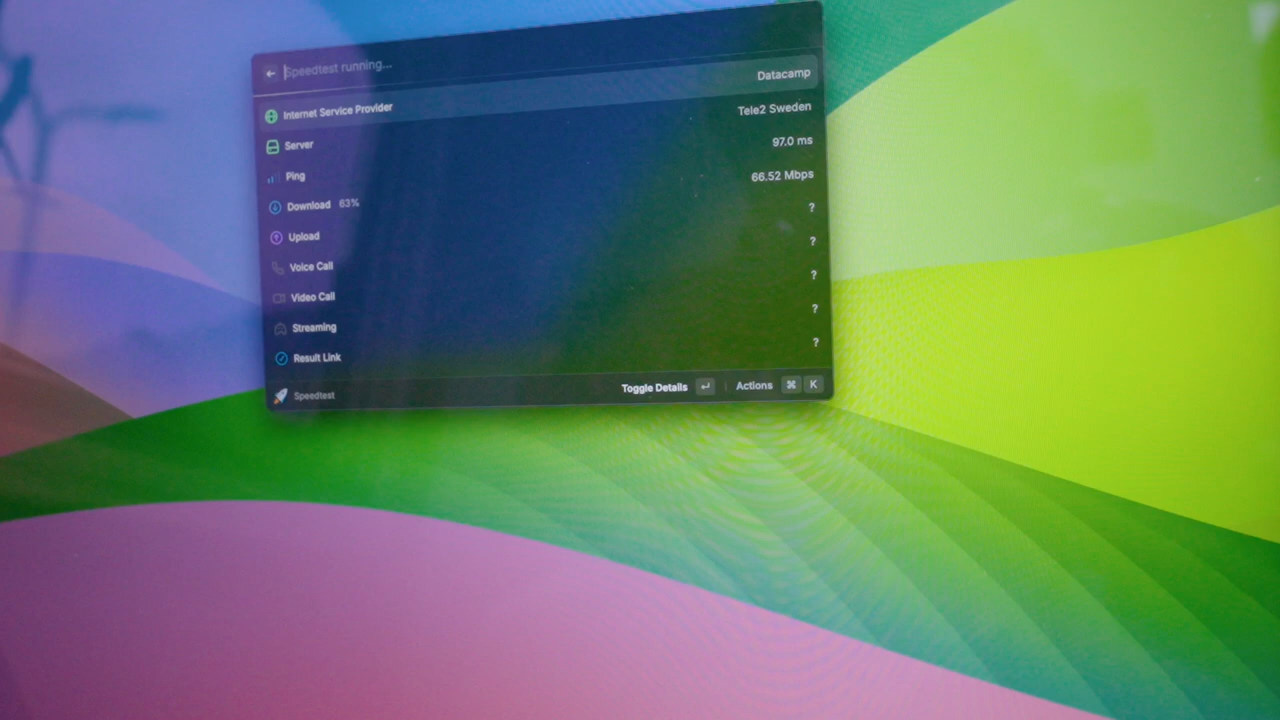 Speedtest running...
Internet Service Provider Datacamp
Server Tele2 Sweden
Ping 97.0 ms
Download 63% 66.52 Mbps
Upload ?
Voice Call ?
Video Call ?
Streaming ?
Result Link ?
Speedtest Toggle Details ↵ Actions ⌘ K